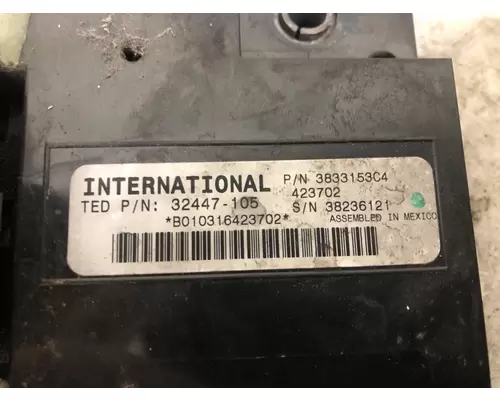 INTERNATIONAL P/N 3833153C4
423702
TED P/N: 32447-105 S/N 38236121
*B010316423702* ASSEMBLED IN MEXICO